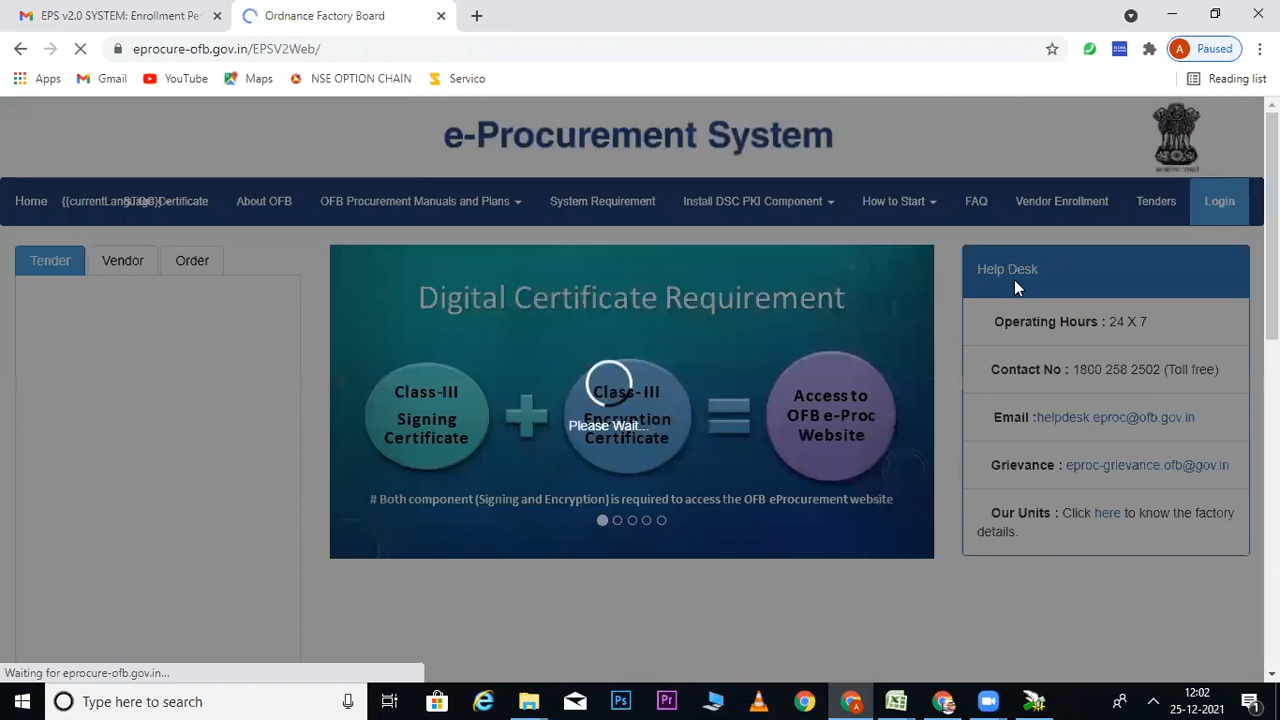 EPS v2.0 SYSTEM: Enrollment Pe
Ordnance Factory Board
eprocure-ofb.gov.in/EPSV2Web/
A Paused
Apps Gmail YouTube Maps NSE OPTION CHAIN Servico Reading list
e-Procurement System
Home {{currentLanguage}} Certificate About OFB OFB Procurement Manuals and Plans System Requirement Install DSC PKI Component How to Start FAQ Vendor Enrollment Tenders Login
Tender Vendor Order
Digital Certificate Requirement
Class-III
Signing
Certificate
Class-III
Encryption
Certificate
Access to
OFB e-Proc
Website
Please Wait...
# Both component (Signing and Encryption) is required to access the OFB eProcurement website
Help Desk
Operating Hours : 24 X 7
Contact No : 1800 258 2502 (Toll free)
Email :helpdesk.eproc@ofb.gov.in
Grievance : eproc-grievance.ofb@gov.in
Our Units : Click here to know the factory
details.
Waiting for eprocure-ofb.gov.in...
Type here to search
Ps
Pr
A
12:02
25-12-2021
1